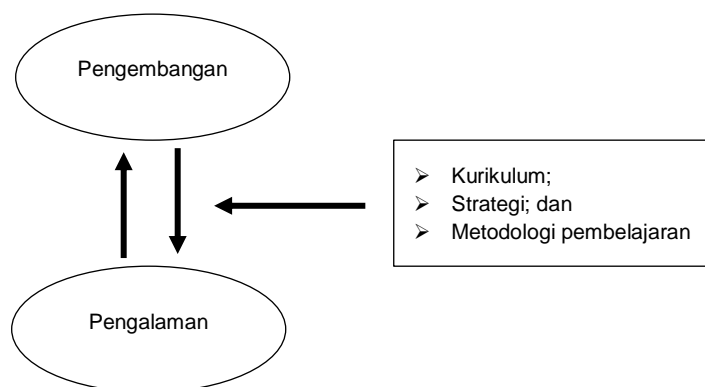 Pengembangan
➢ Kurikulum;
➢ Strategi; dan
➢ Metodologi pembelajaran
Pengalaman